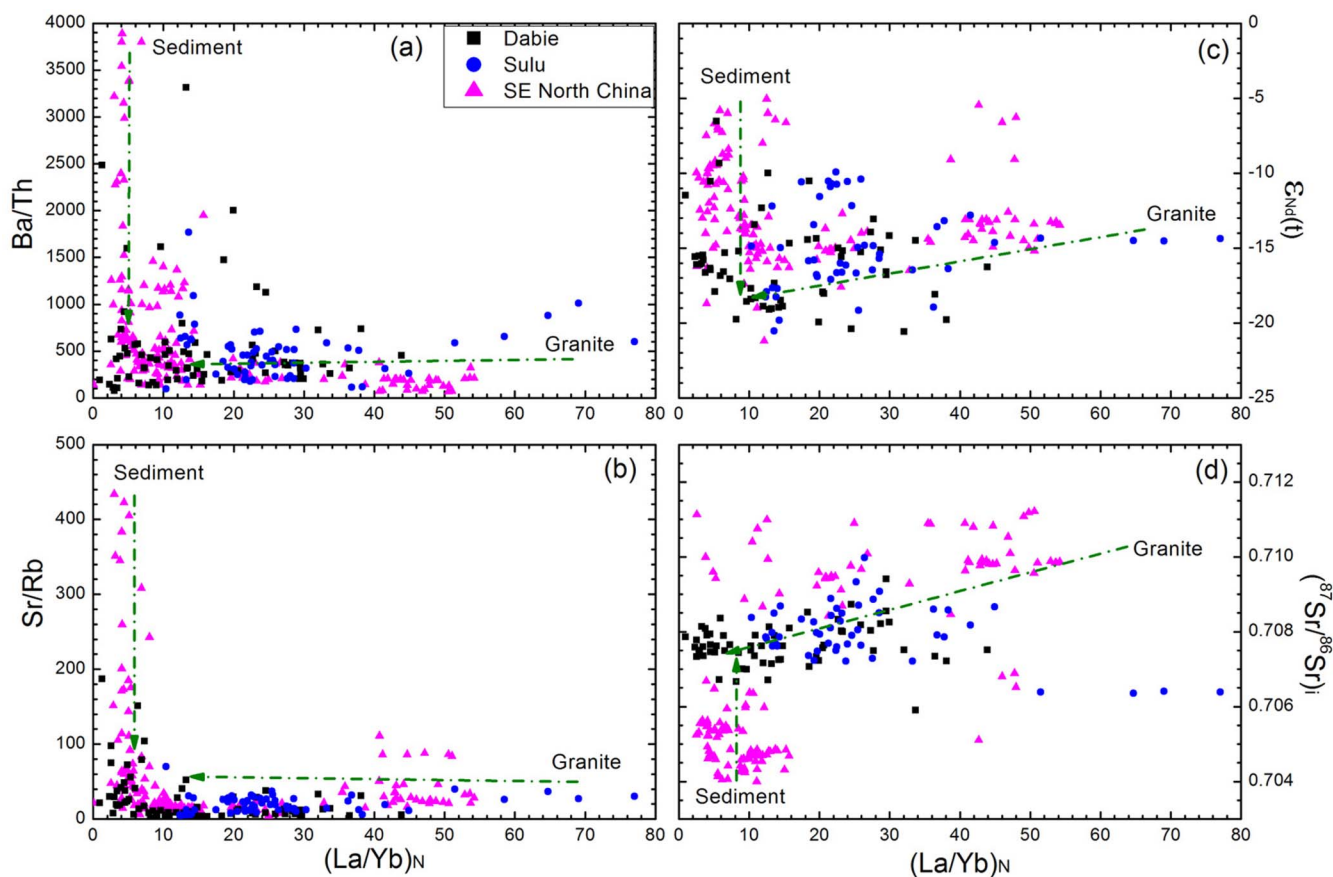 (a)
Sediment
Dabie
Sulu
SE North China
Granite
Ba/Th
4000
3500
3000
2500
2000
1500
1000
500
0
0 10 20 30 40 50 60 70 80
(c)
Sediment
Granite
εNd(t)
0
-5
-10
-15
-20
-25
0 10 20 30 40 50 60 70 80
(b)
Sediment
Granite
Sr/Rb
500
400
300
200
100
0
0 10 20 30 40 50 60 70 80
(La/Yb)N
(d)
Granite
Sediment
(87Sr/86Sr)i
0.712
0.710
0.708
0.706
0.704
0 10 20 30 40 50 60 70 80
(La/Yb)N